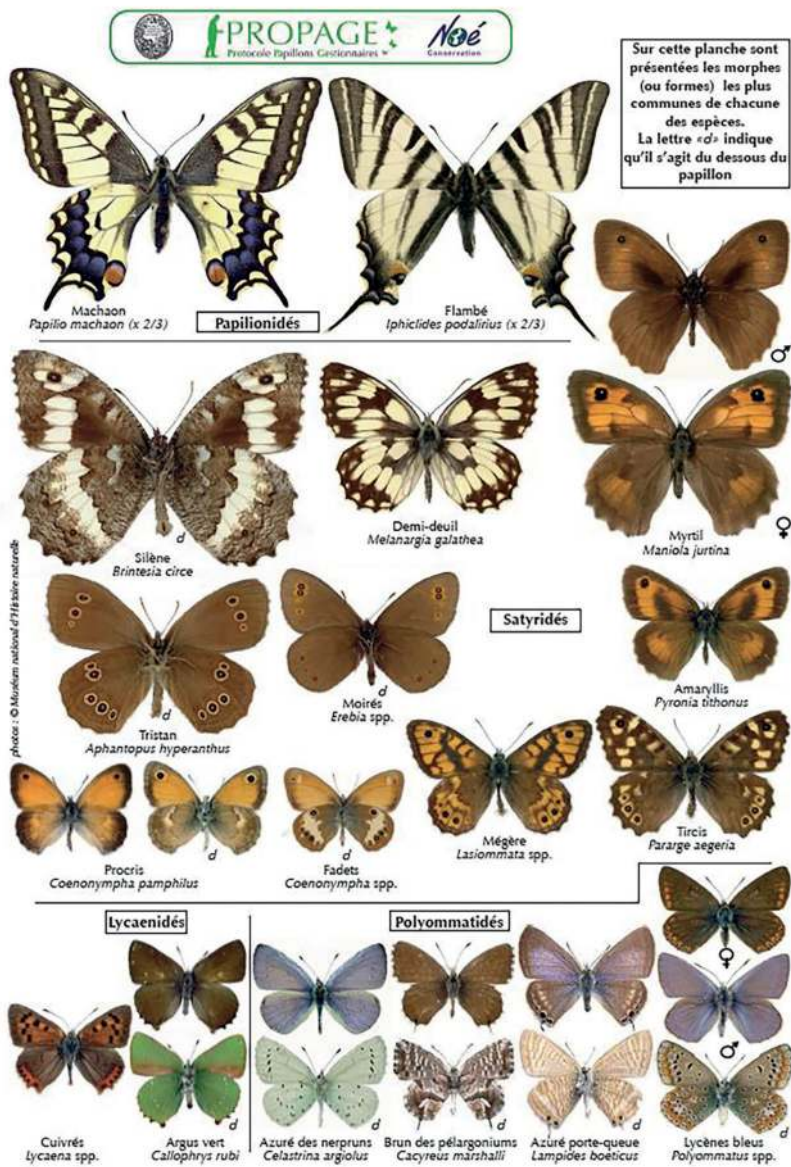 PROPAGE
Protocole Papillons Gestionnaires
Noé
Conservation
Sur cette planche sont
présentées les morphes
(ou formes) les plus
communes de chacune
des espèces.
La lettre «d» indique
qu'il s'agit du dessous du
papillon
Machaon
Papilio machaon (x 2/3)
Papilionidés
Flambé
Iphiclides podalirius (x 2/3)
♂
d
Silène
Brintesia circe
Demi-deuil
Melanargia galathea
♀
Myrtil
Maniola jurtina
photos : © Muséum national d'Histoire naturelle
d
Tristan
Aphantopus hyperanthus
d
Moirés
Erebia spp.
Satyridés
Amaryllis
Pyronia tithonus
d
Procris
Coenonympha pamphilus
d
Fadets
Coenonympha spp.
Mégère
Lasiommata spp.
Tircis
Pararge aegeria
Lycaenidés
Polyommatidés
♀
♂
Cuivrés
Lycaena spp.
d
Argus vert
Callophrys rubi
d
Azuré des nerpruns
Celastrina argiolus
d
Brun des pélargoniums
Cacyreus marshalli
d
Azuré porte-queue
Lampides boeticus
d
Lycènes bleus
Polyommatus spp.